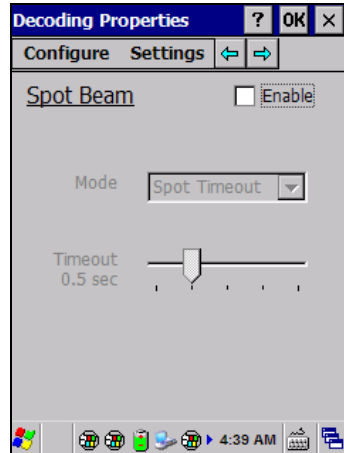 Decoding Properties ? OK ×
Configure Settings
Spot Beam Enable
Mode Spot Timeout
Timeout
0.5 sec
4:39 AM